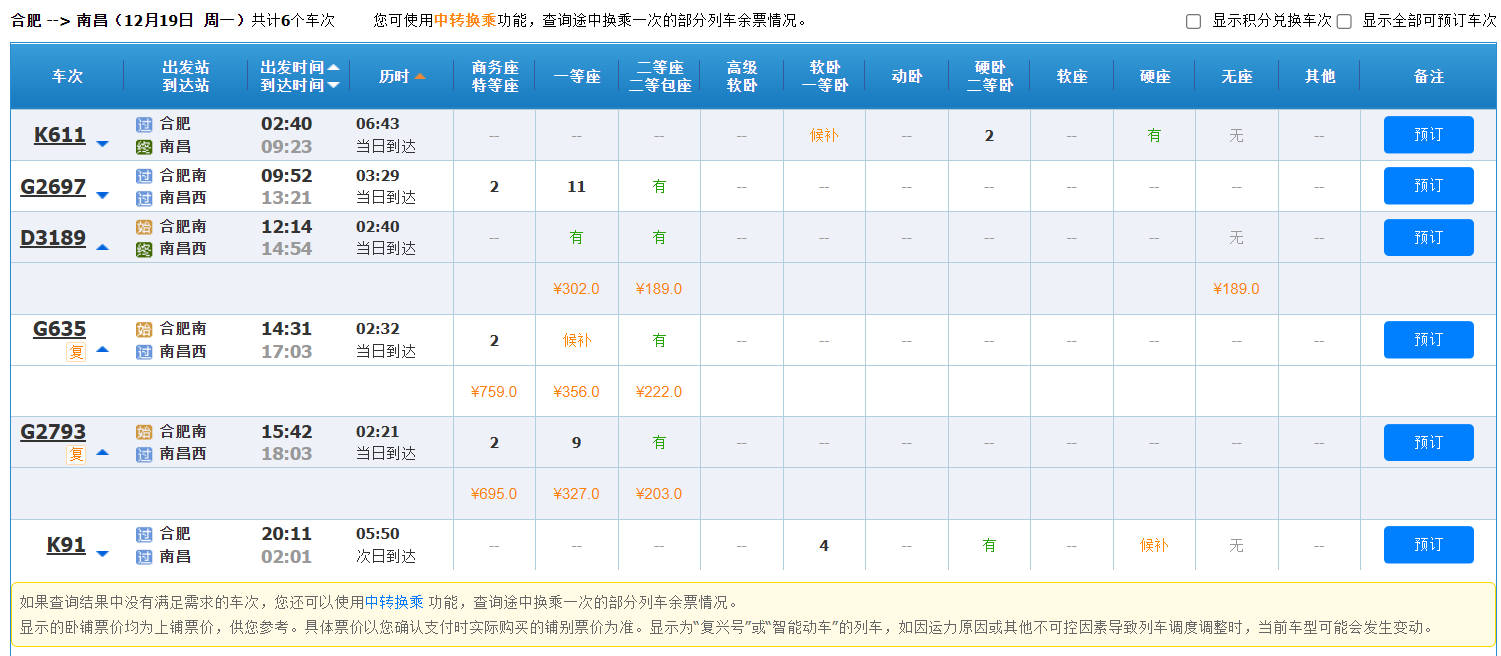 合肥 --> 南昌（12月19日 周一）共计6个车次 您可使用中转换乘功能，查询途中换乘一次的部分列车余票情况。 显示积分兑换车次 显示全部可预订车次
车次 出发站 到达站 出发时间 到达时间 历时 商务座 特等座 一等座 二等座 二等包座 高级 软卧 软卧 一等卧 动卧 硬卧 二等卧 软座 硬座 无座 其他 备注
K611 过 合肥 02:40 06:43 -- -- -- -- 候补 -- 2 -- 有 无 -- 预订
终 南昌 09:23 当日到达
G2697 过 合肥南 09:52 03:29 2 11 有 -- -- -- -- -- -- -- -- 预订
过 南昌西 13:21 当日到达
D3189 始 合肥南 12:14 02:40 -- 有 有 -- -- -- -- -- -- 无 -- 预订
终 南昌西 14:54 当日到达
¥302.0 ¥189.0 ¥189.0
G635 始 合肥南 14:31 02:32 2 候补 有 -- -- -- -- -- -- -- -- 预订
复 过 南昌西 17:03 当日到达
¥759.0 ¥356.0 ¥222.0
G2793 始 合肥南 15:42 02:21 2 9 有 -- -- -- -- -- -- -- -- 预订
复 过 南昌西 18:03 当日到达
¥695.0 ¥327.0 ¥203.0
K91 过 合肥 20:11 05:50 -- -- -- -- 4 -- 有 -- 候补 无 -- 预订
过 南昌 02:01 次日到达
如果查询结果中没有满足需求的车次，您还可以使用中转换乘 功能，查询途中换乘一次的部分列车余票情况。
显示的卧铺票价均为上铺票价，供您参考。具体票价以您确认支付时实际购买的铺别票价为准。显示为“复兴号”或“智能动车”的列车，如因运力原因或其他不可控因素导致列车调度调整时，当前车型可能会发生变动。